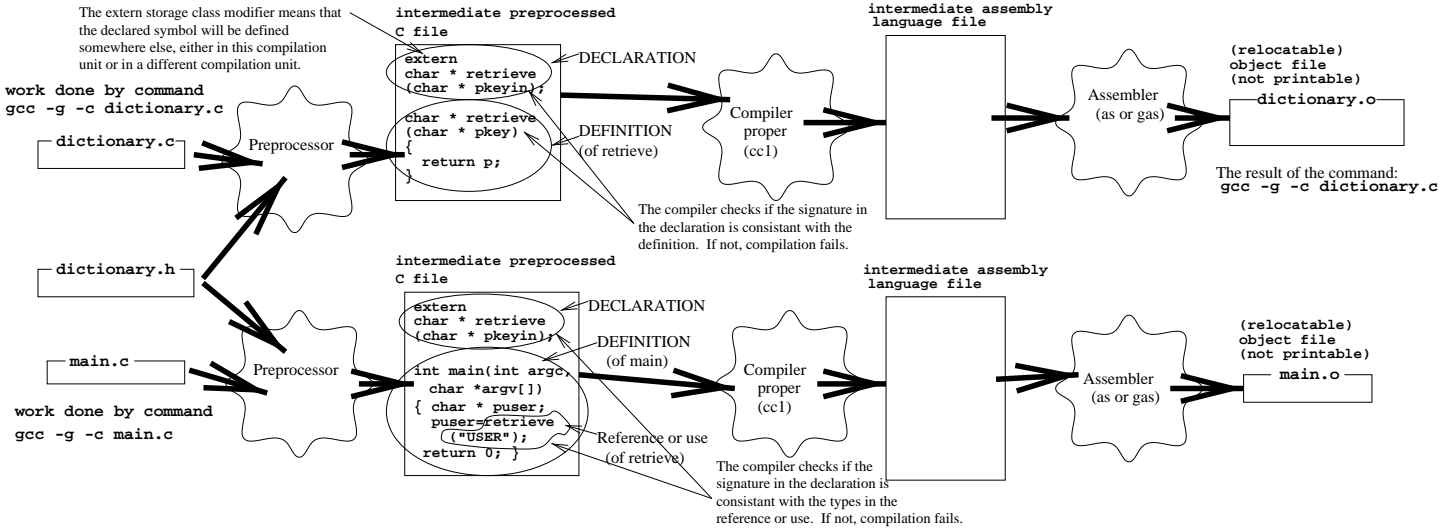 The extern storage class modifier means that
the declared symbol will be defined
somewhere else, either in this compilation
unit or in a different compilation unit.
work done by command
gcc -g -c dictionary.c
dictionary.c
Preprocessor
intermediate preprocessed
C file
extern
char * retrieve
(char * pkeyin);
DECLARATION
char * retrieve
(char * pkey)
{
return p;
}
DEFINITION
(of retrieve)
The compiler checks if the signature in
the declaration is consistant with the
definition. If not, compilation fails.
Compiler
proper
(cc1)
intermediate assembly
language file
Assembler
(as or gas)
(relocatable)
object file
(not printable)
dictionary.o
The result of the command:
gcc -g -c dictionary.c
dictionary.h
main.c
work done by command
gcc -g -c main.c
Preprocessor
intermediate preprocessed
C file
extern
char * retrieve
(char * pkeyin);
DECLARATION
DEFINITION
(of main)
int main(int argc,
char *argv[])
{ char * puser;
puser=retrieve
("USER");
return 0; }
Reference or use
(of retrieve)
The compiler checks if the
signature in the declaration is
consistant with the types in the
reference or use. If not, compilation fails.
Compiler
proper
(cc1)
intermediate assembly
language file
Assembler
(as or gas)
(relocatable)
object file
(not printable)
main.o